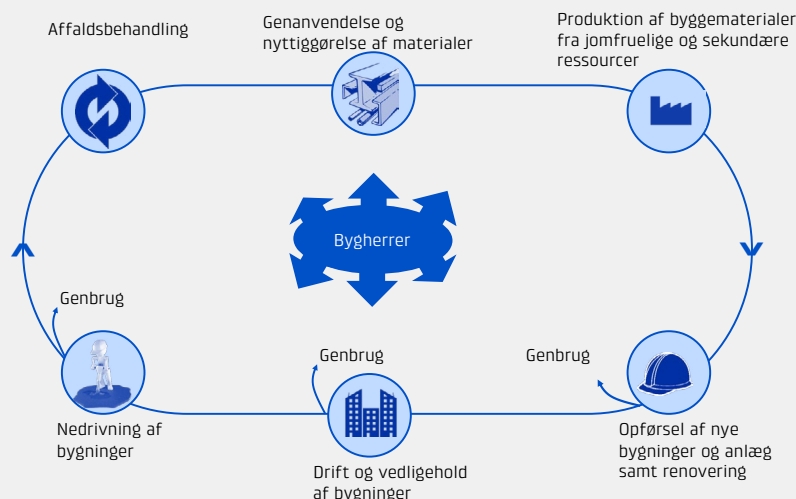 Affaldsbehandling
Genanvendelse og
nyttiggørelse af materialer
Produktion af byggematerialer
fra jomfruelige og sekundære
ressourcer
Bygherrer
Genbrug
Genbrug
Genbrug
Nedrivning af
bygninger
Drift og vedligehold
af bygninger
Opførsel af nye
bygninger og anlæg
samt renovering